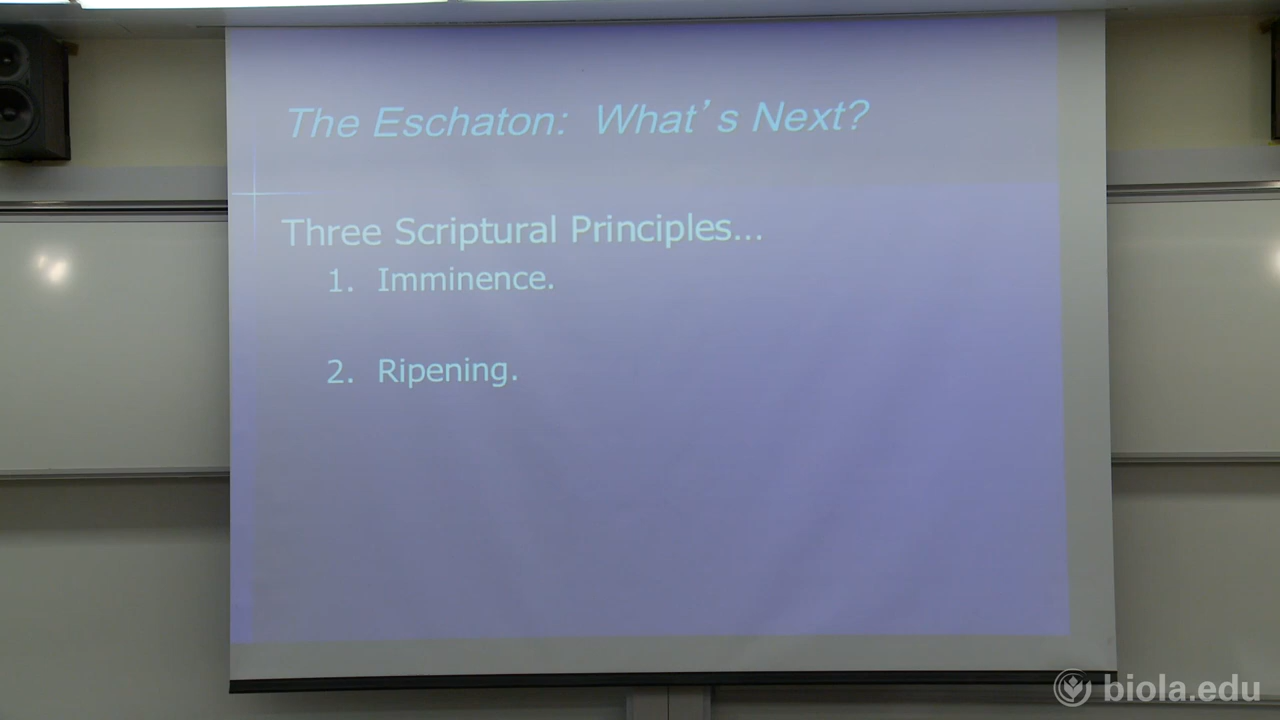 The Eschaton: What's Next?
Three Scriptural Principles...
1. Imminence.
2. Ripening.
biola.edu